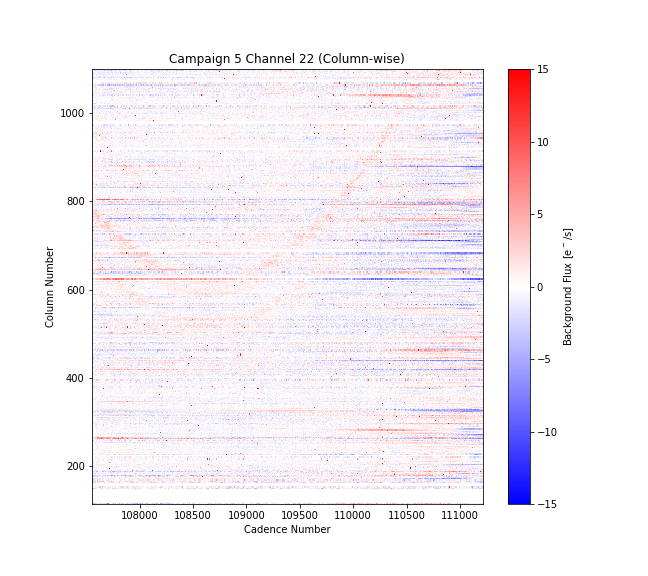 Campaign 5 Channel 22 (Column-wise)
1000
800
600
400
200
Column Number
108000 108500 109000 109500 110000 110500 111000
Cadence Number
15
10
5
0
−5
−10
−15
Background Flux [e⁻/s]